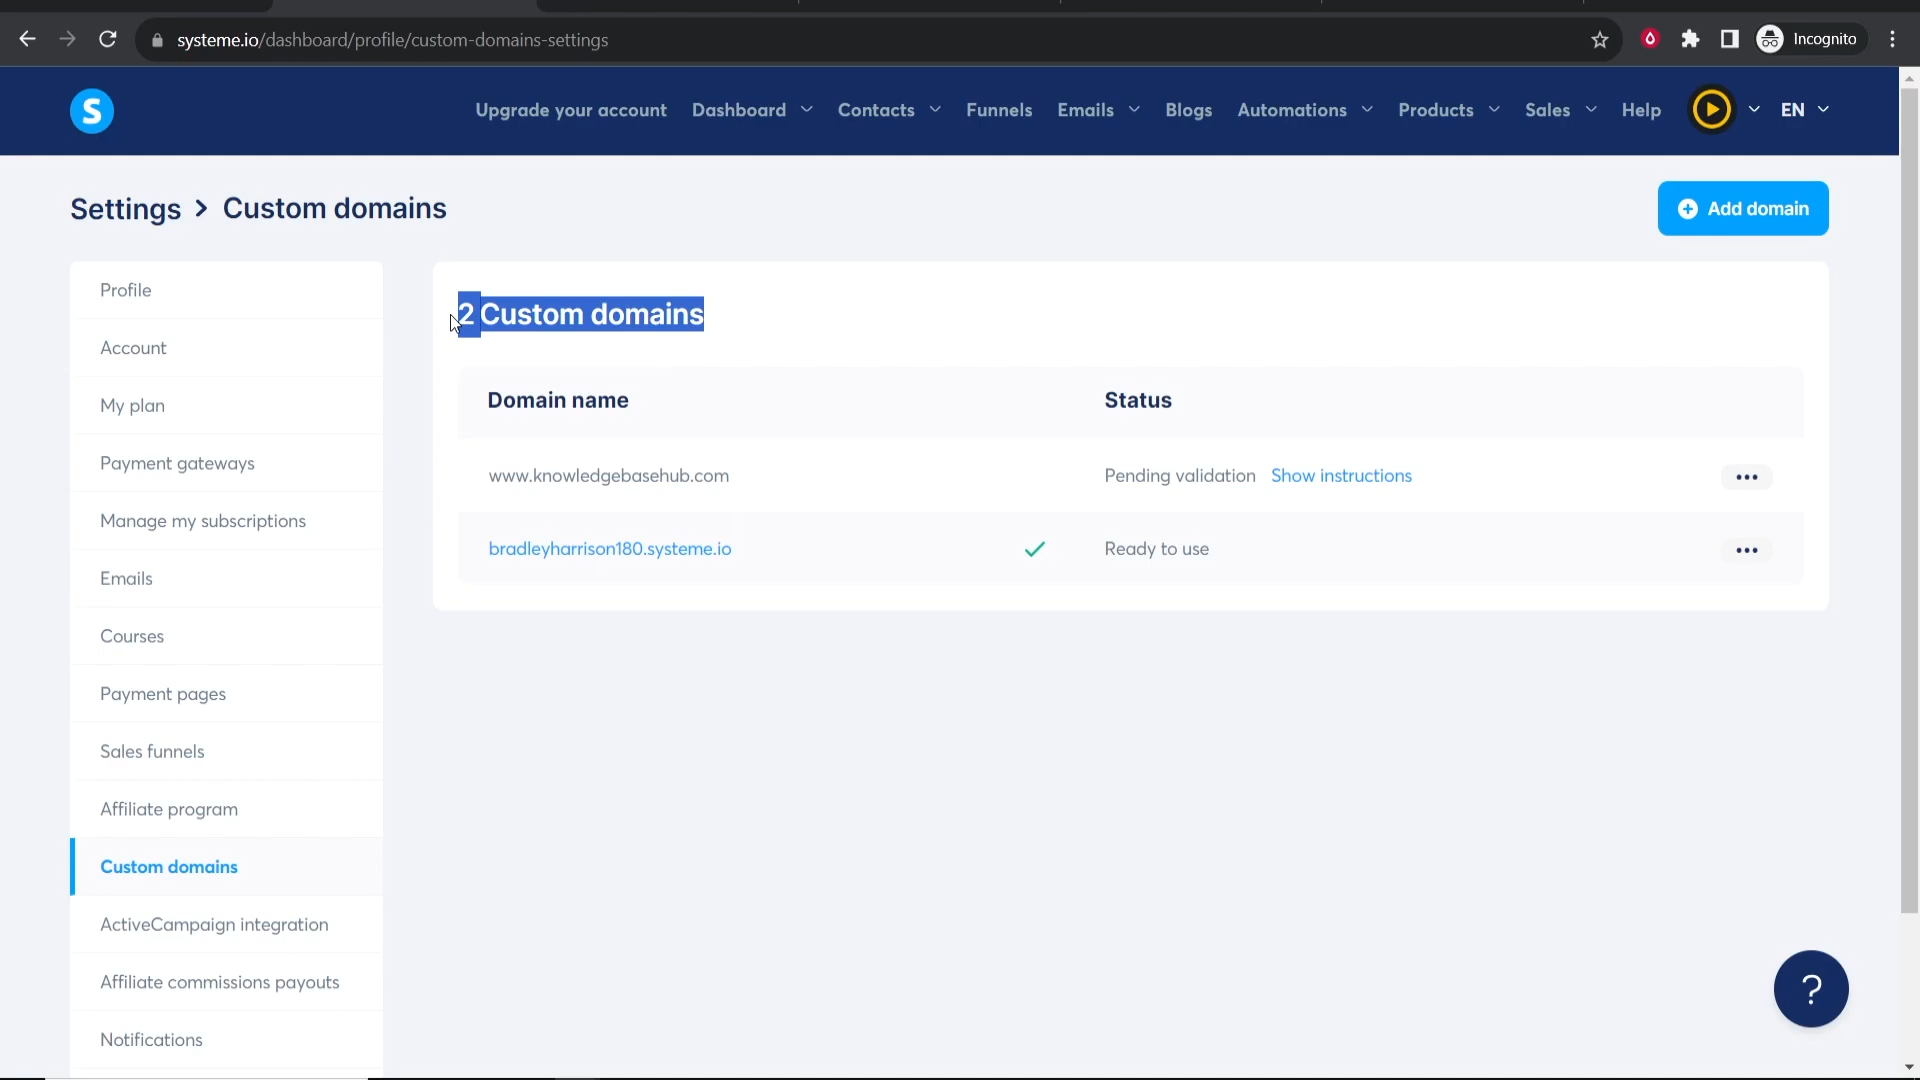 systeme.io/dashboard/profile/custom-domains-settings
Incognito
S
Upgrade your account
Dashboard
Contacts
Funnels
Emails
Blogs
Automations
Products
Sales
Help
EN
Settings > Custom domains
Add domain
Profile
Account
My plan
Payment gateways
Manage my subscriptions
Emails
Courses
Payment pages
Sales funnels
Affiliate program
Custom domains
ActiveCampaign integration
Affiliate commissions payouts
Notifications
2 Custom domains
Domain name Status
www.knowledgebasehub.com Pending validation Show instructions
bradleyharrison180.systeme.io Ready to use
?